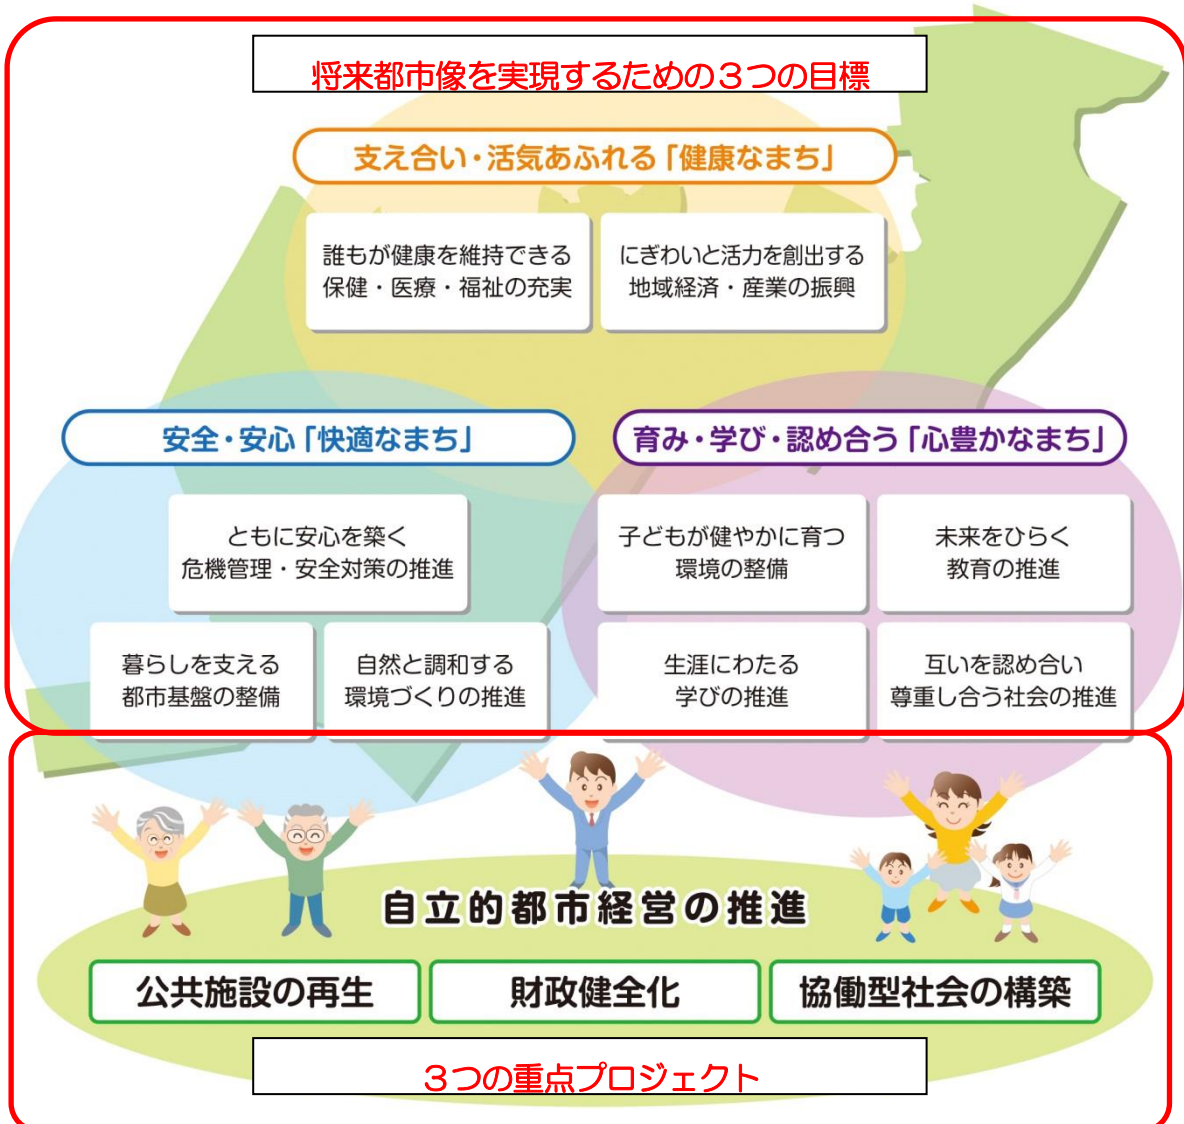 将来都市像を実現するための３つの目標
支え合い・活気あふれる「健康なまち」
誰もが健康を維持できる
保健・医療・福祉の充実
にぎわいと活力を創出する
地域経済・産業の振興
安全・安心「快適なまち」
ともに安心を築く
危機管理・安全対策の推進
暮らしを支える
都市基盤の整備
自然と調和する
環境づくりの推進
育み・学び・認め合う「心豊かなまち」
子どもが健やかに育つ
環境の整備
未来をひらく
教育の推進
生涯にわたる
学びの推進
互いを認め合い
尊重し合う社会の推進
自立的都市経営の推進
公共施設の再生
財政健全化
協働型社会の構築
３つの重点プロジェクト